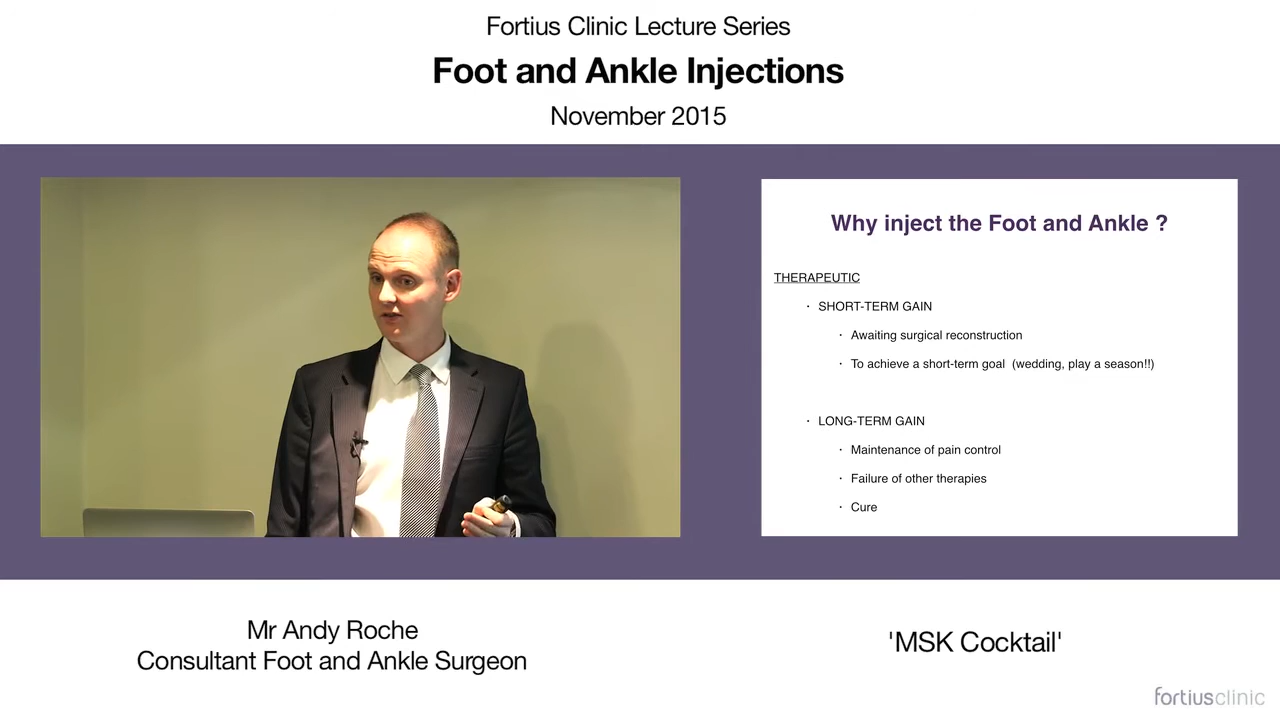 Fortius Clinic Lecture Series
Foot and Ankle Injections
November 2015
Why inject the Foot and Ankle ?
THERAPEUTIC
· SHORT-TERM GAIN
· Awaiting surgical reconstruction
· To achieve a short-term goal (wedding, play a season!!)
· LONG-TERM GAIN
· Maintenance of pain control
· Failure of other therapies
· Cure
Mr Andy Roche
Consultant Foot and Ankle Surgeon
'MSK Cocktail'
fortiusclinic